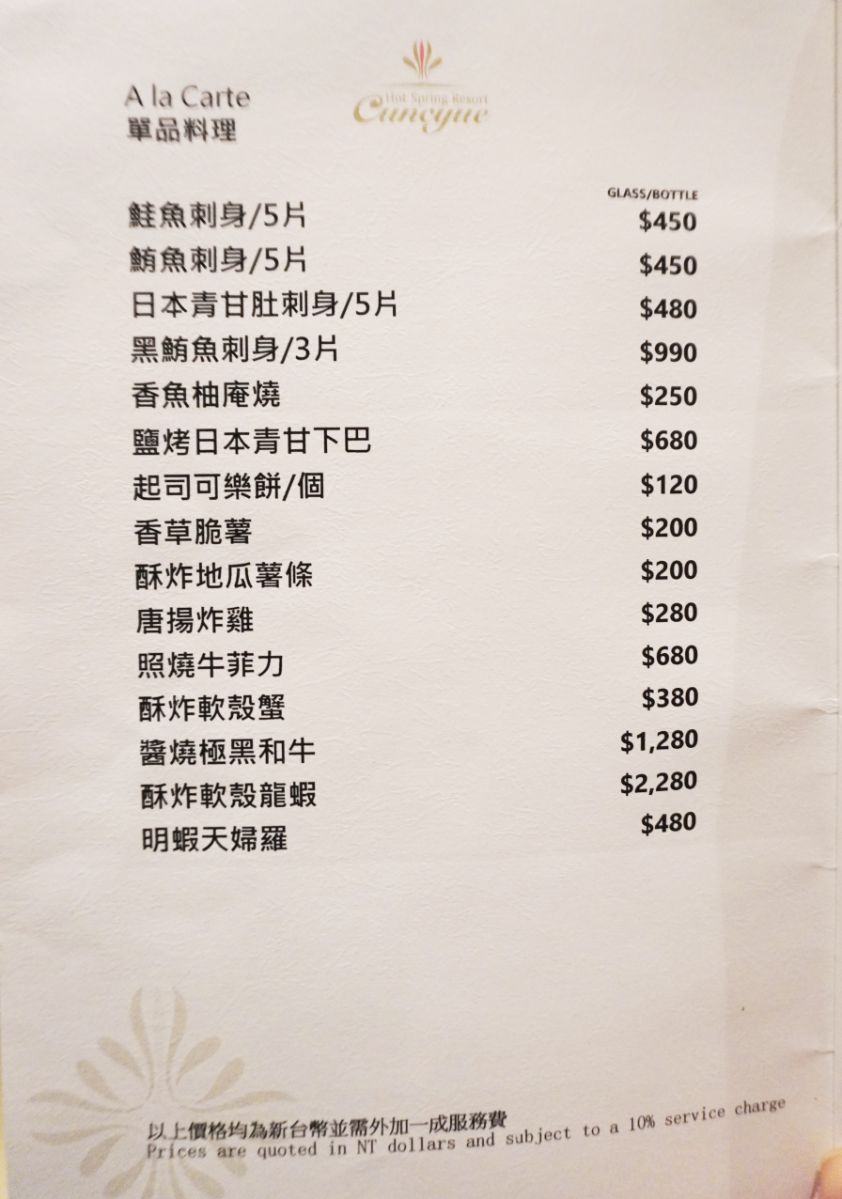 A la Carte
單品料理
Hot Spring Resort
Cuncyue
GLASS/BOTTLE
鮭魚刺身/5片 $450
鮪魚刺身/5片 $450
日本青甘肚刺身/5片 $480
黑鮪魚刺身/3片 $990
香魚柚庵燒 $250
鹽烤日本青甘下巴 $680
起司可樂餅/個 $120
香草脆薯 $200
酥炸地瓜薯條 $200
唐揚炸雞 $280
照燒牛菲力 $680
酥炸軟殼蟹 $380
醬燒極黑和牛 $1,280
酥炸軟殼龍蝦 $2,280
明蝦天婦羅 $480
以上價格均為新台幣並需外加一成服務費
Prices are quoted in NT dollars and subject to a 10% service charge